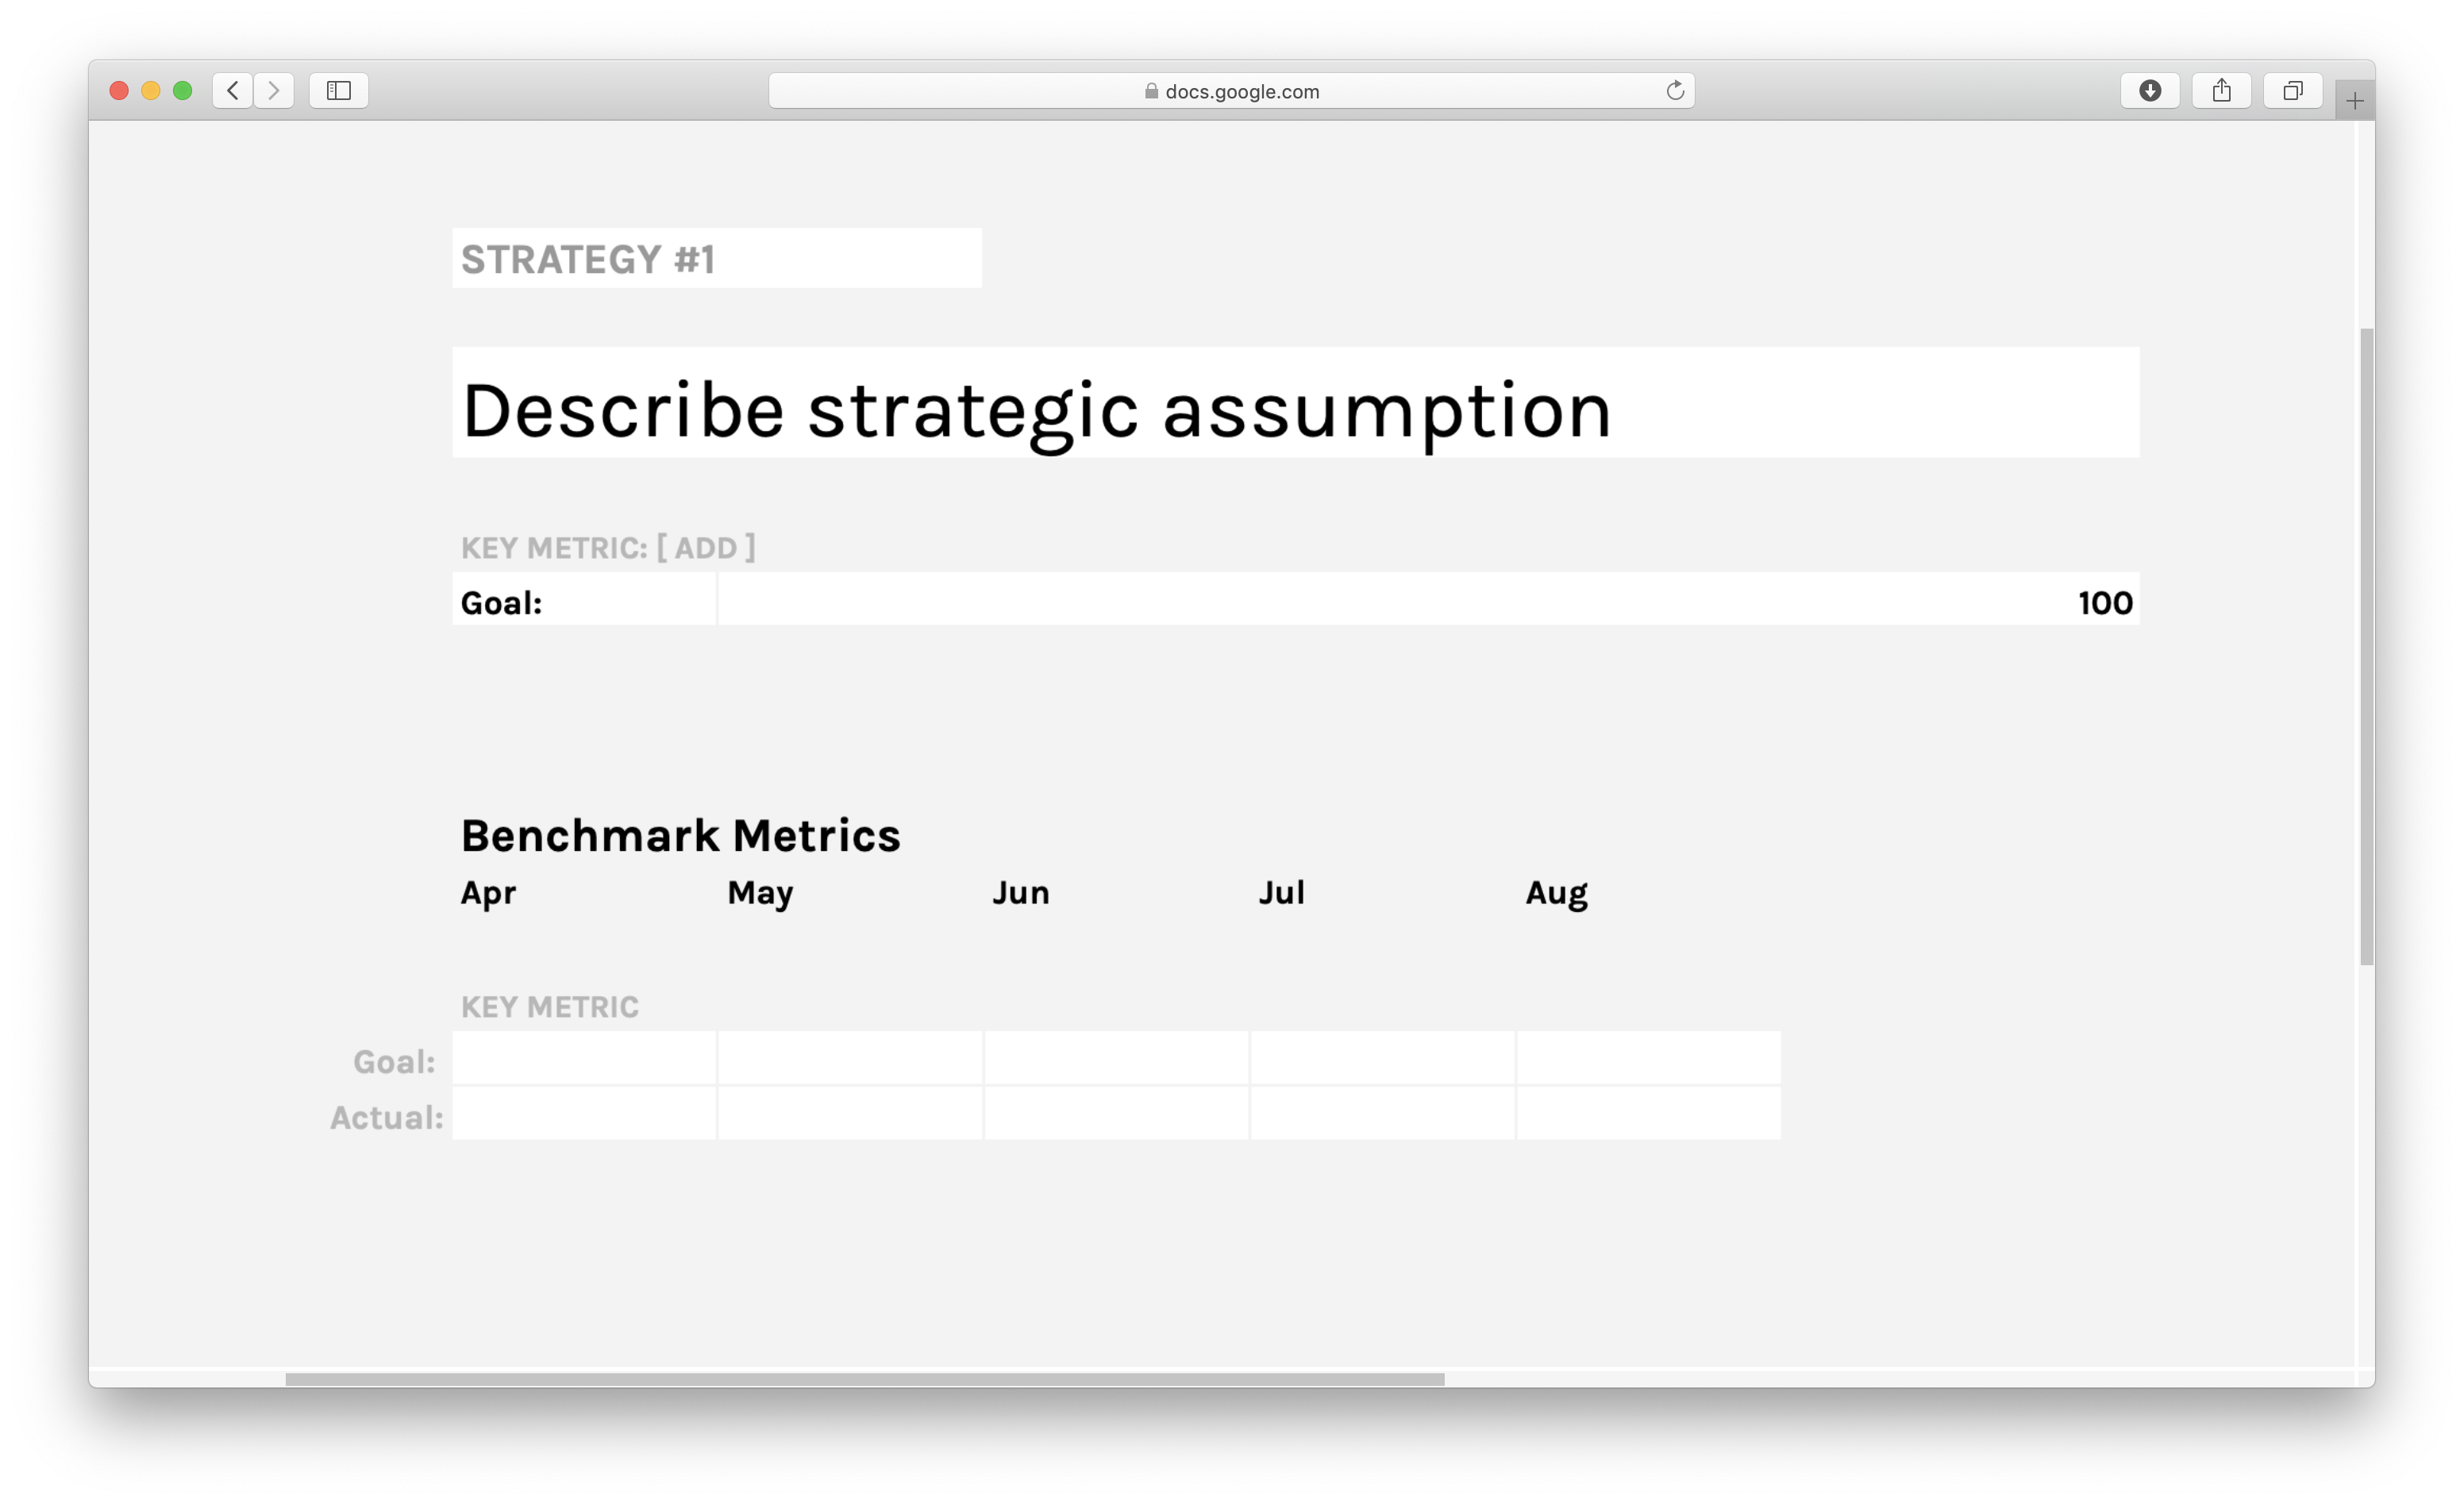 docs.google.com
STRATEGY #1
Describe strategic assumption
KEY METRIC: [ ADD ]
Goal: 100
Benchmark Metrics
Apr May Jun Jul Aug
KEY METRIC
Goal:
Actual: